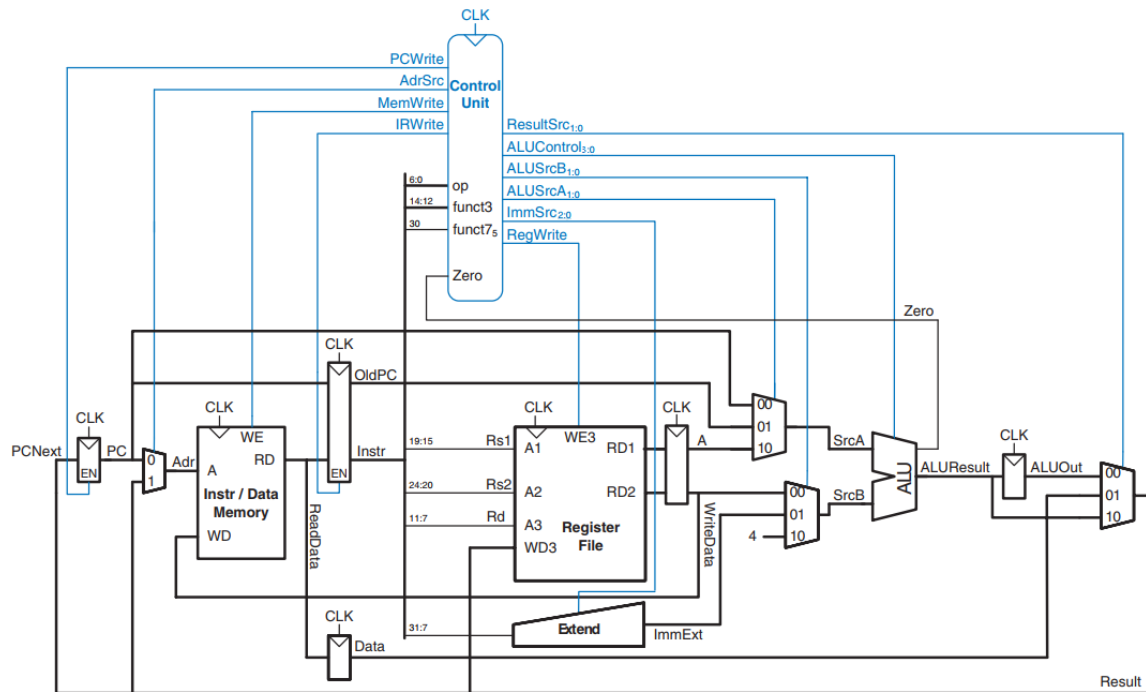 CLK
PCWrite
AdrSrc
MemWrite
IRWrite
Control
Unit
ResultSrc1:0
ALUControl3:0
ALUSrcB1:0
ALUSrcA1:0
ImmSrc2:0
RegWrite
6:0
op
14:12
funct3
30
funct75
Zero
Zero
CLK
OldPC
CLK
PCNext
EN
PC
0
1
Adr
CLK
WE
A
RD
Instr / Data
Memory
WD
EN
Instr
ReadData
19:15
Rs1
24:20
Rs2
11:7
Rd
CLK
WE3
A1
RD1
A2
RD2
A3
WD3
Register
File
CLK
A
WriteData
00
01
10
SrcA
00
01
4
10
SrcB
ALU
ALUResult
CLK
ALUOut
00
01
10
31:7
Extend
ImmExt
CLK
Data
Result